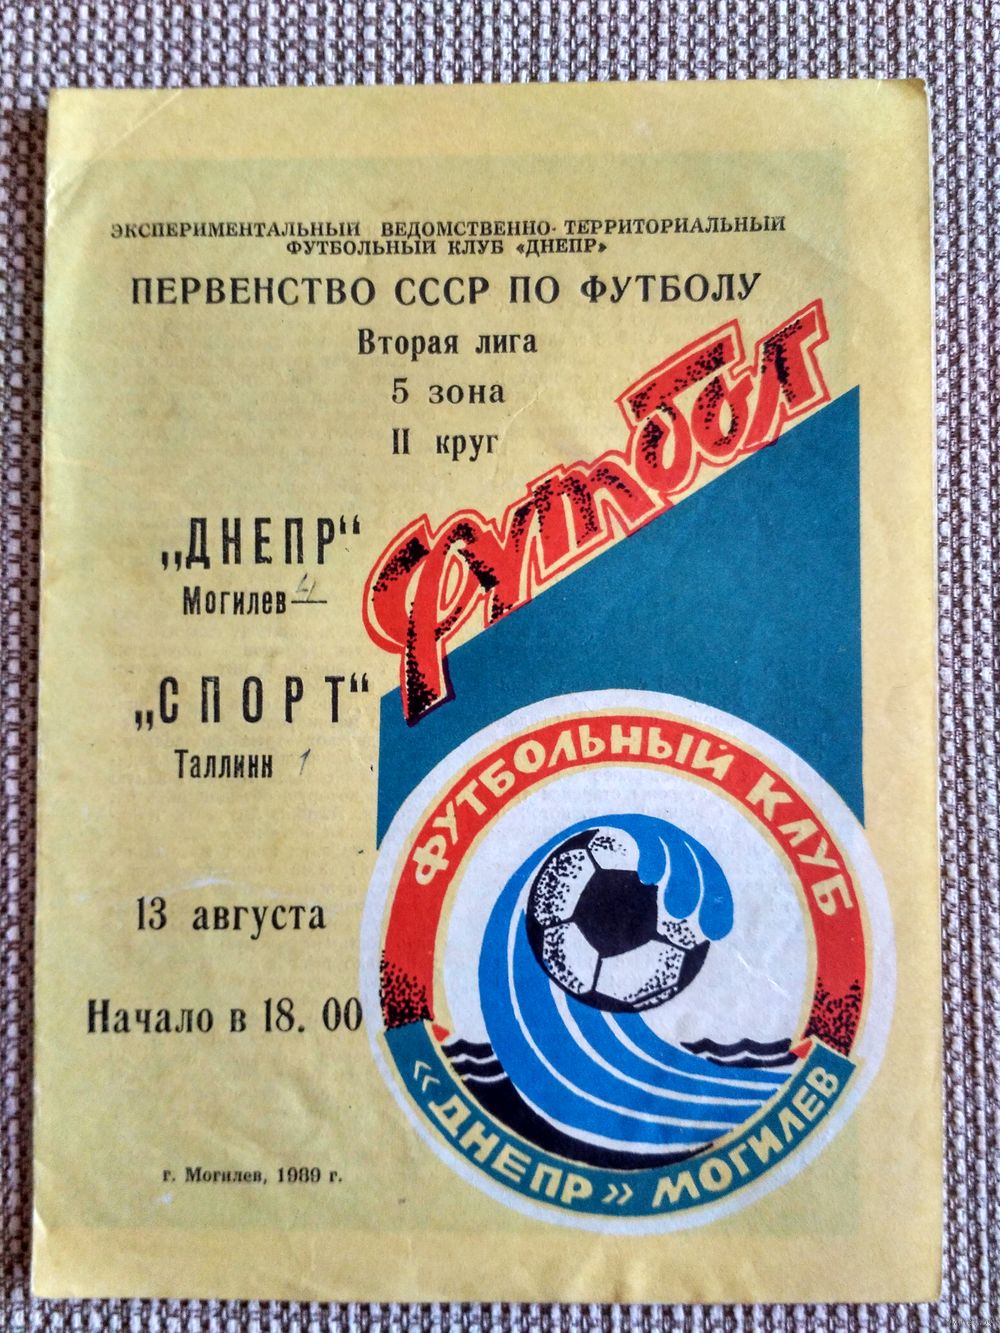 ЭКСПЕРИМЕНТАЛЬНЫЙ ВЕДОМСТВЕННО-ТЕРРИТОРИАЛЬНЫЙ
ФУТБОЛЬНЫЙ КЛУБ «ДНЕПР»
ПЕРВЕНСТВО СССР ПО ФУТБОЛУ
Вторая лига
5 зона
II круг
футбол
„ДНЕПР“
Могилев— 4
„СПОРТ“
Таллинн 1
13 августа
Начало в 18. 00
ФУТБОЛЬНЫЙ КЛУБ
«ДНЕПР» МОГИЛЕВ
г. Могилев, 1989 г.